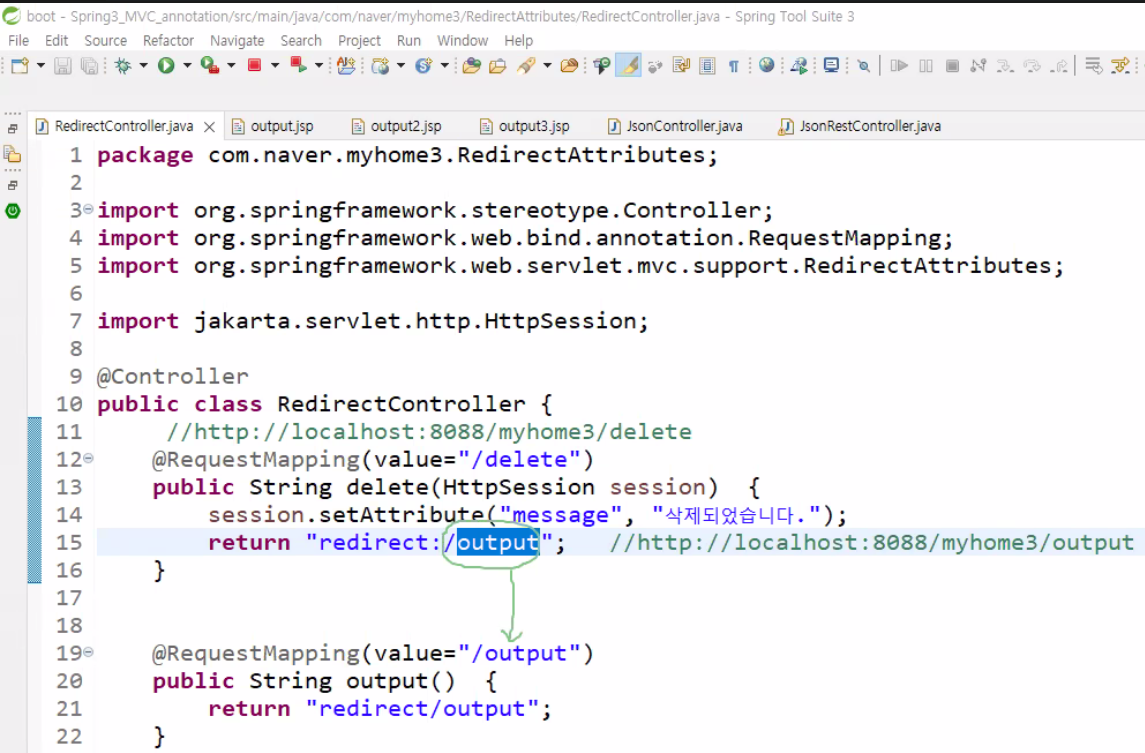 boot - Spring3_MVC_annotation/src/main/java/com/naver/myhome3/RedirectAttributes/RedirectController.java - Spring Tool Suite 3
File Edit Source Refactor Navigate Search Project Run Window Help
RedirectController.java output.jsp output2.jsp output3.jsp JsonController.java JsonRestController.java
1 package com.naver.myhome3.RedirectAttributes;
2
3 import org.springframework.stereotype.Controller;
4 import org.springframework.web.bind.annotation.RequestMapping;
5 import org.springframework.web.servlet.mvc.support.RedirectAttributes;
6
7 import jakarta.servlet.http.HttpSession;
8
9 @Controller
10 public class RedirectController {
11 //http://localhost:8088/myhome3/delete
12 @RequestMapping(value="/delete")
13 public String delete(HttpSession session) {
14 session.setAttribute("message", "삭제되었습니다.");
15 return "redirect:/output"; //http://localhost:8088/myhome3/output
16 }
17
18
19 @RequestMapping(value="/output")
20 public String output() {
21 return "redirect/output";
22 }